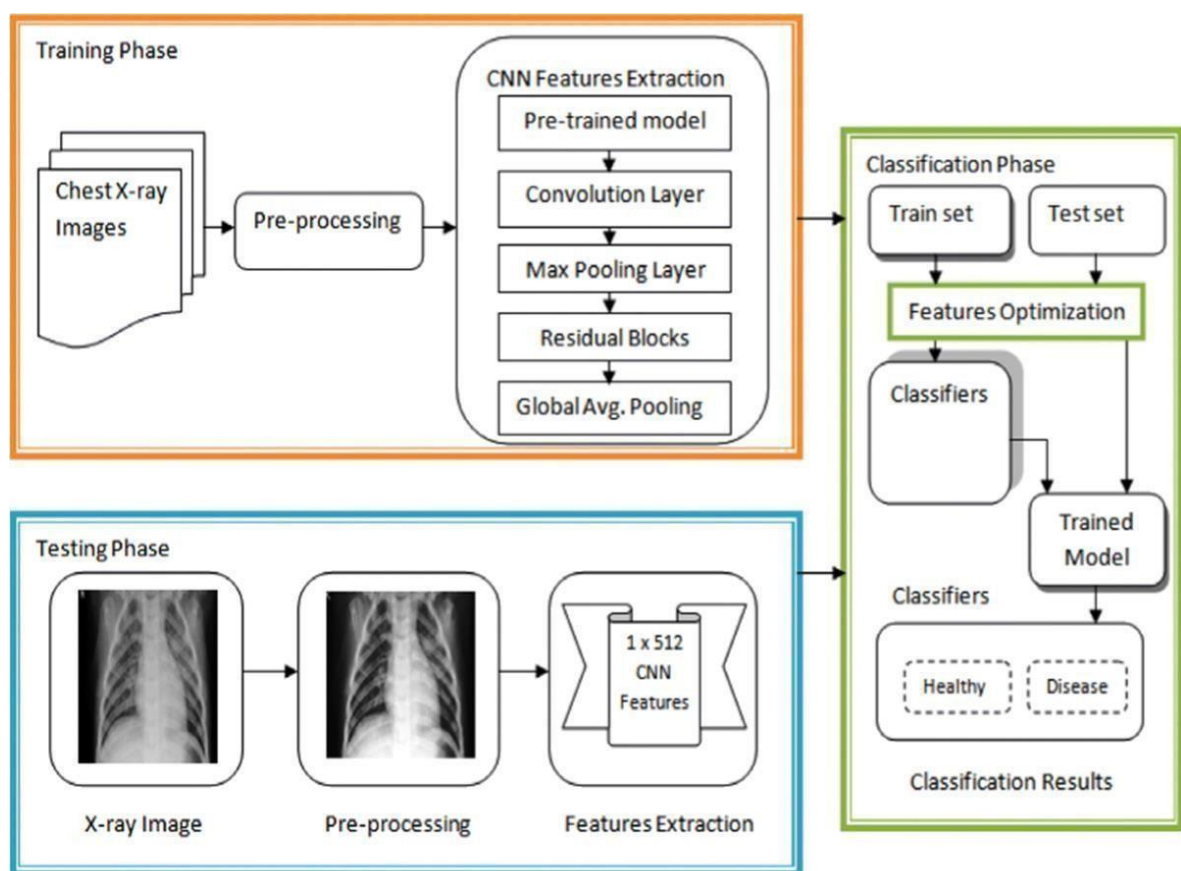 Training Phase
Chest X-ray
Images
Pre-processing
CNN Features Extraction
Pre-trained model
Convolution Layer
Max Pooling Layer
Residual Blocks
Global Avg. Pooling
Testing Phase
X-ray Image
Pre-processing
1 x 512
CNN
Features
Features Extraction
Classification Phase
Train set
Test set
Features Optimization
Classifiers
Trained
Model
Classifiers
Healthy
Disease
Classification Results